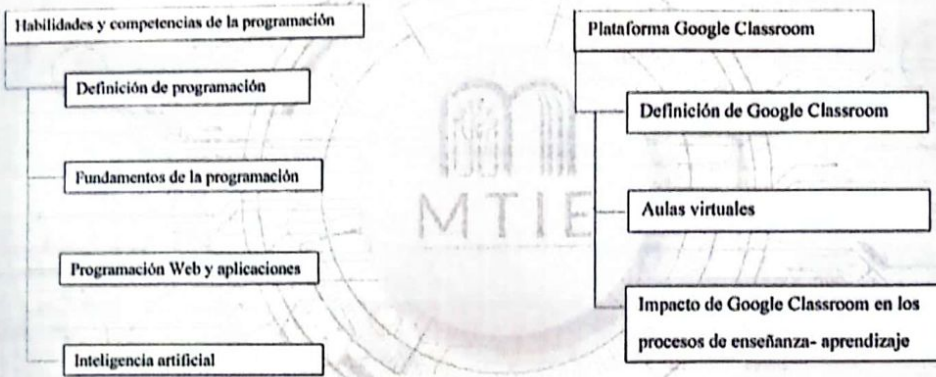 Habilidades y competencias de la programación
Definición de programación
Fundamentos de la programación
Programación Web y aplicaciones
Inteligencia artificial
Plataforma Google Classroom
Definición de Google Classroom
Aulas virtuales
Impacto de Google Classroom en los
procesos de enseñanza- aprendizaje
MTIE